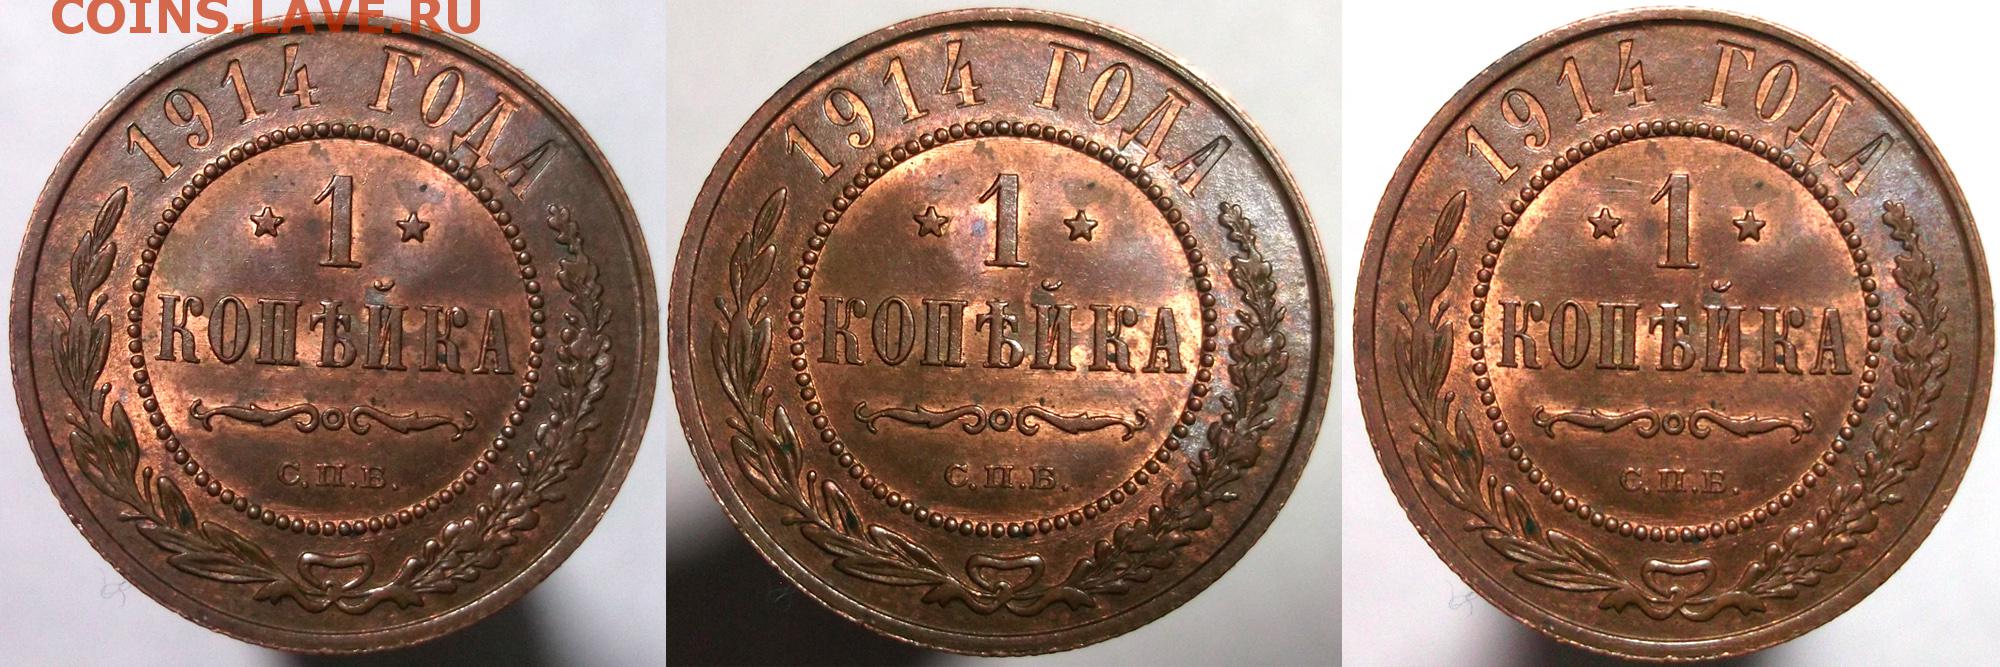 COINS.LAVE.RU
1914 ГОДА
1
КОПѢЙКА
С.П.Б.
1914 ГОДА
1
КОПѢЙКА
С.П.Б.
1914 ГОДА
1
КОПѢЙКА
С.П.Б.